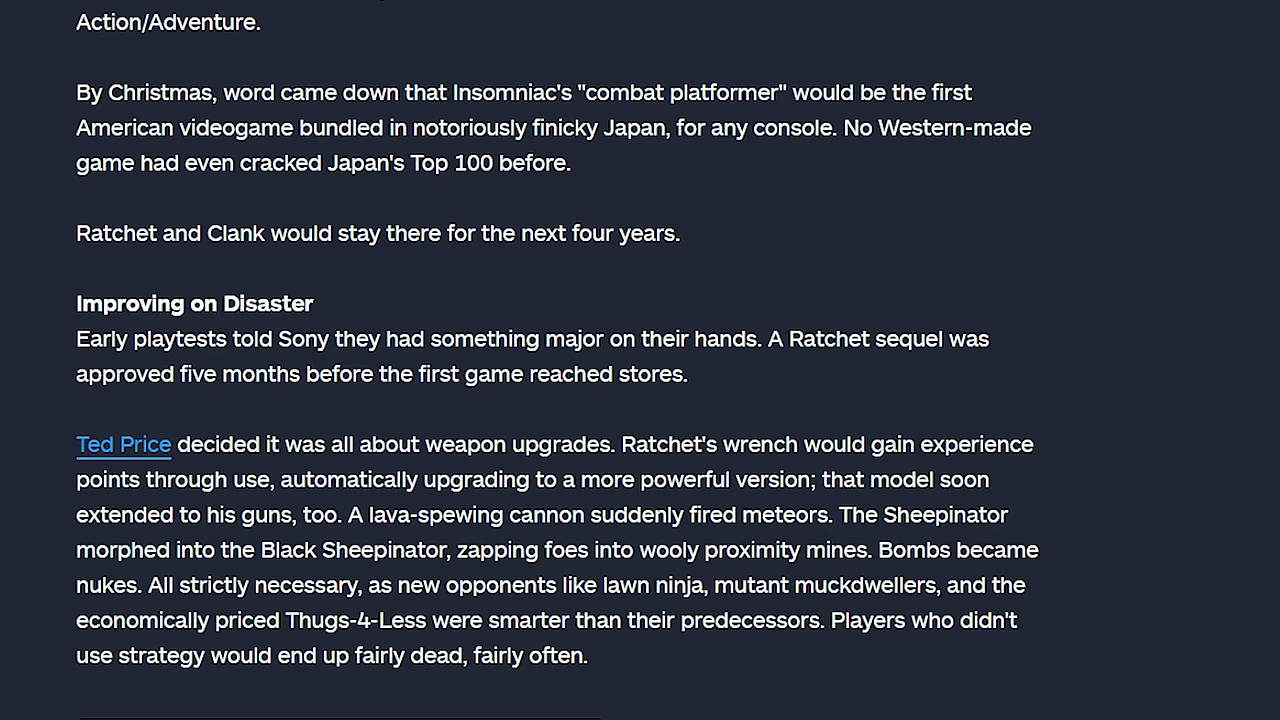 Action/Adventure.
By Christmas, word came down that Insomniac's "combat platformer" would be the first
American videogame bundled in notoriously finicky Japan, for any console. No Western-made
game had even cracked Japan's Top 100 before.
Ratchet and Clank would stay there for the next four years.
Improving on Disaster
Early playtests told Sony they had something major on their hands. A Ratchet sequel was
approved five months before the first game reached stores.
Ted Price decided it was all about weapon upgrades. Ratchet's wrench would gain experience
points through use, automatically upgrading to a more powerful version; that model soon
extended to his guns, too. A lava-spewing cannon suddenly fired meteors. The Sheepinator
morphed into the Black Sheepinator, zapping foes into wooly proximity mines. Bombs became
nukes. All strictly necessary, as new opponents like lawn ninja, mutant muckdwellers, and the
economically priced Thugs-4-Less were smarter than their predecessors. Players who didn't
use strategy would end up fairly dead, fairly often.